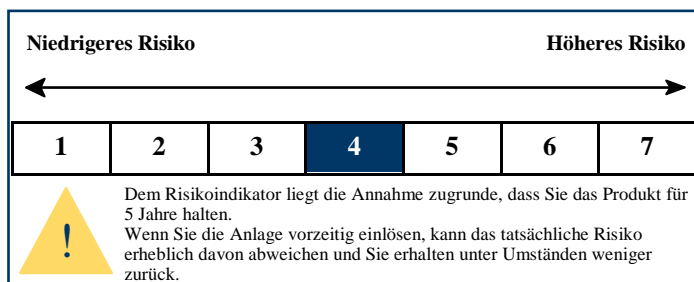 Niedrigeres Risiko Höheres Risiko
1 2 3 4 5 6 7
!
Dem Risikoindikator liegt die Annahme zugrunde, dass Sie das Produkt für
5 Jahre halten.
Wenn Sie die Anlage vorzeitig einlösen, kann das tatsächliche Risiko
erheblich davon abweichen und Sie erhalten unter Umständen weniger
zurück.